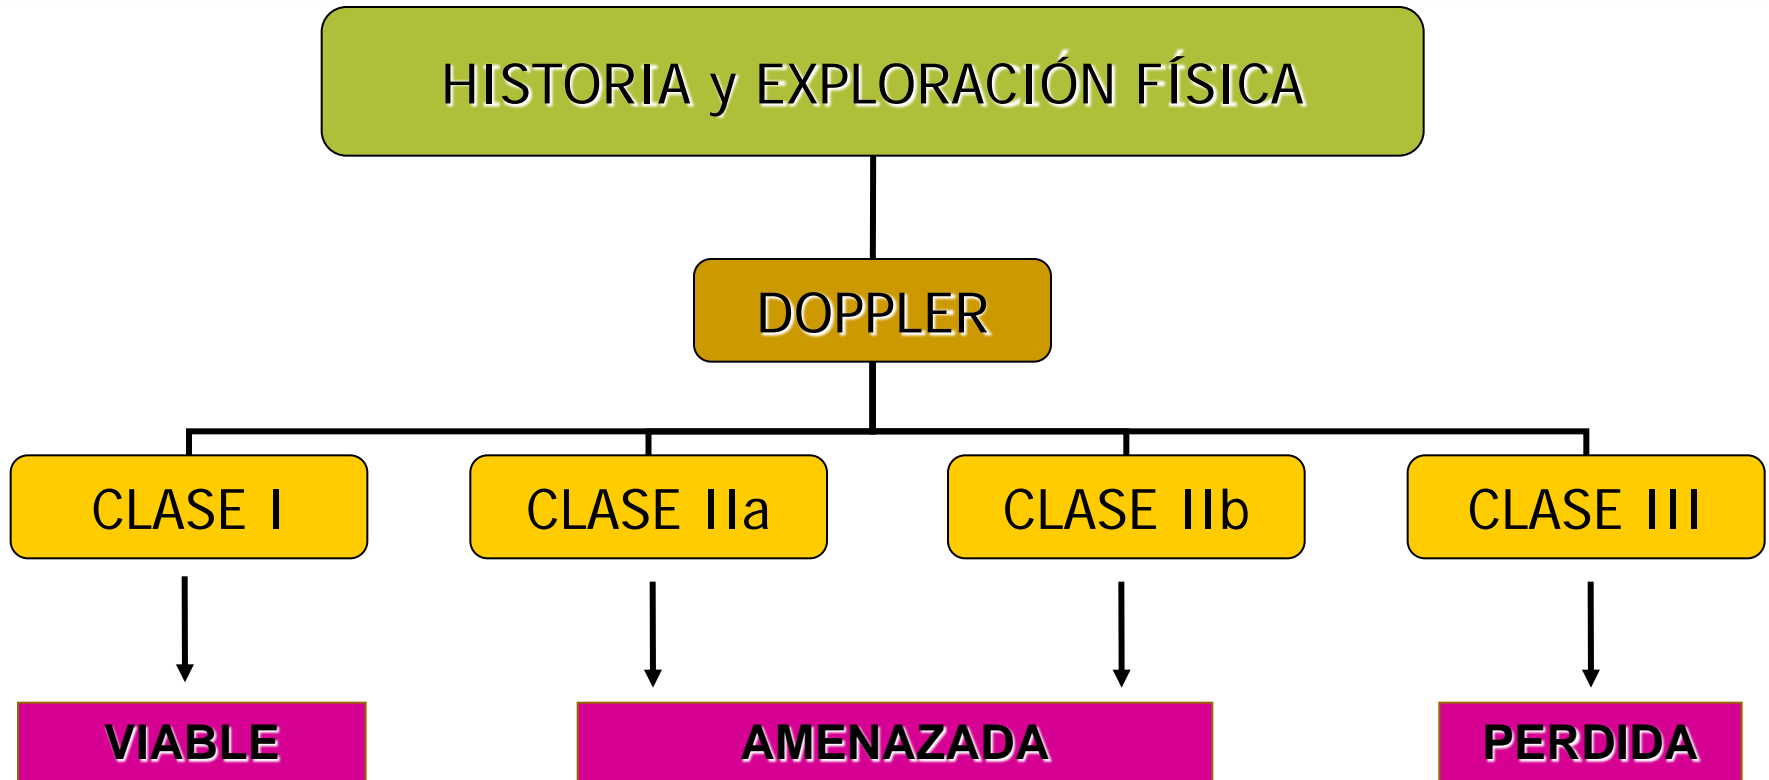 HISTORIA y EXPLORACIÓN FÍSICA
DOPPLER
CLASE I
CLASE IIa
CLASE IIb
CLASE III
VIABLE
AMENAZADA
PERDIDA